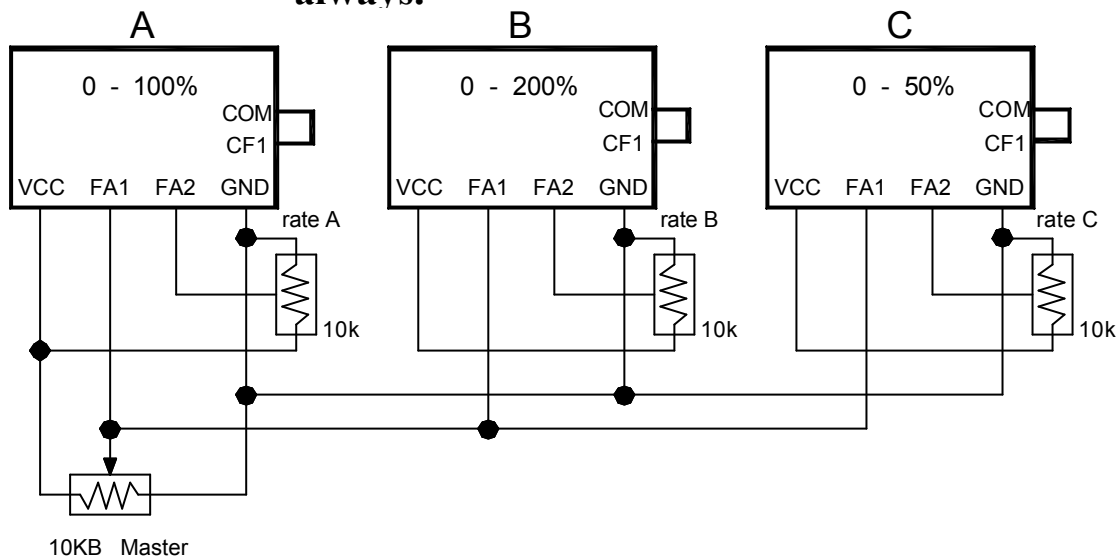 always.
A B C
0 - 100% 0 - 200% 0 - 50%
COM COM COM
CF1 CF1 CF1
VCC FA1 FA2 GND VCC FA1 FA2 GND VCC FA1 FA2 GND
rate A rate B rate C
10k 10k 10k
10KB Master